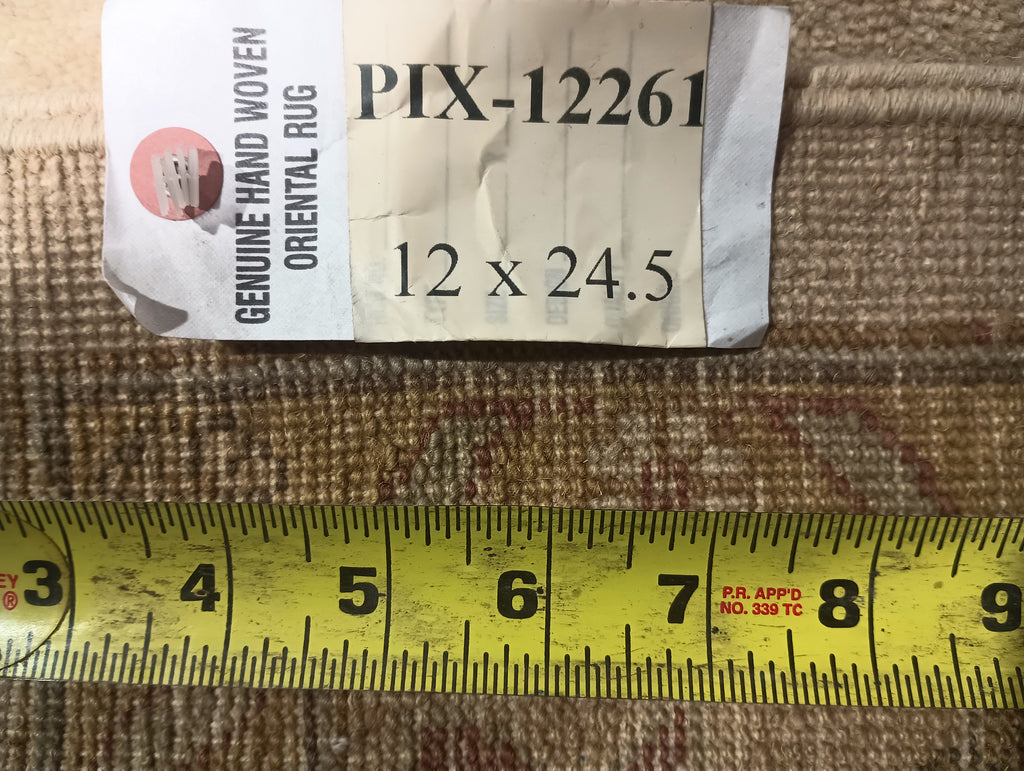 GENUINE HAND WOVEN
ORIENTAL RUG
PIX-12261
12 x 24.5
3 4 5 6 7 8 9
EY
®
P.R. APP'D
NO. 339 TC